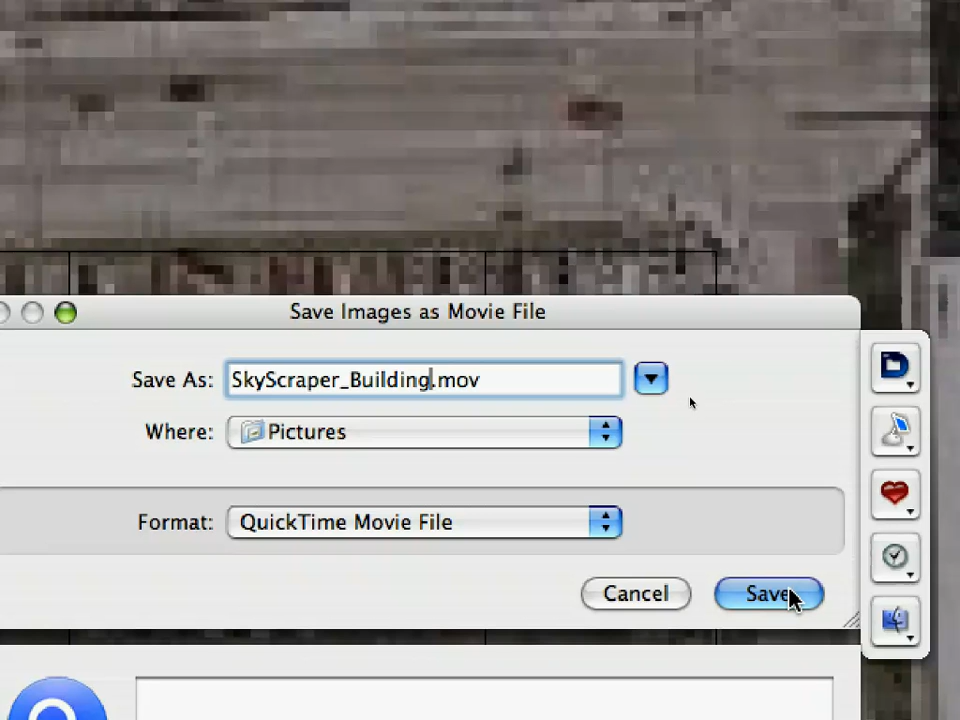 Save Images as Movie File
Save As: SkyScraper_Building.mov
Where: Pictures
Format: QuickTime Movie File
Cancel Save